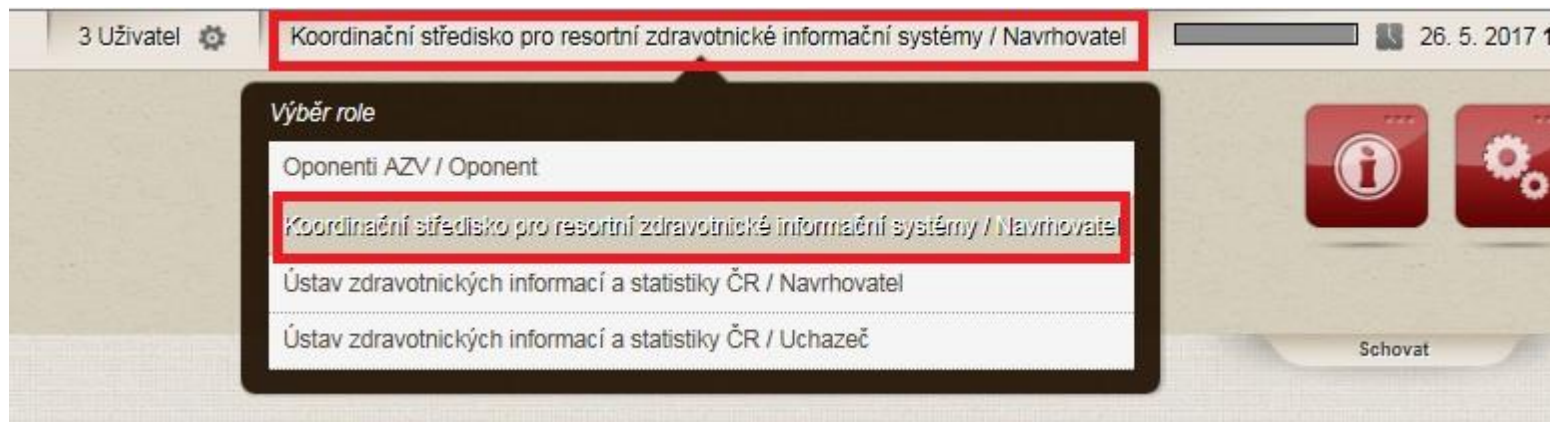 3 Uživatel
Koordinační středisko pro resortní zdravotnické informační systémy / Navrhovatel
26. 5. 2017 1
Výběr role
Oponenti AZV / Oponent
Koordinační středisko pro resortní zdravotnické informační systémy / Navrhovatel
Ústav zdravotnických informací a statistiky ČR / Navrhovatel
Ústav zdravotnických informací a statistiky ČR / Uchazeč
Schovat